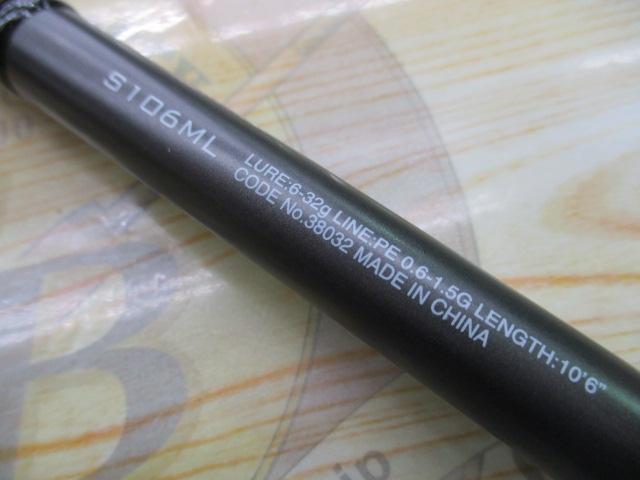 S106ML
LURE:6-32g LINE:PE 0.6-1.5G LENGTH:10'6"
CODE No.38032 MADE IN CHINA
B
jp